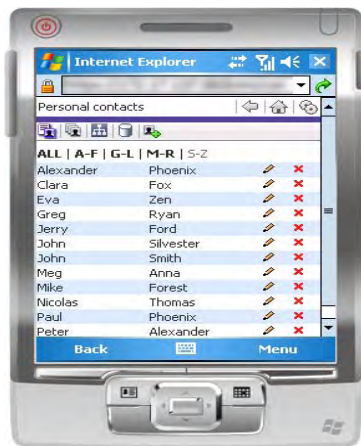 Internet Explorer
Personal contacts
ALL | A-F | G-L | M-R | S-Z
Alexander Phoenix
Clara Fox
Eva Zen
Greg Ryan
Jerry Ford
John Silvester
John Smith
Meg Anna
Mike Forest
Nicolas Thomas
Paul Phoenix
Peter Alexander
Back Menu